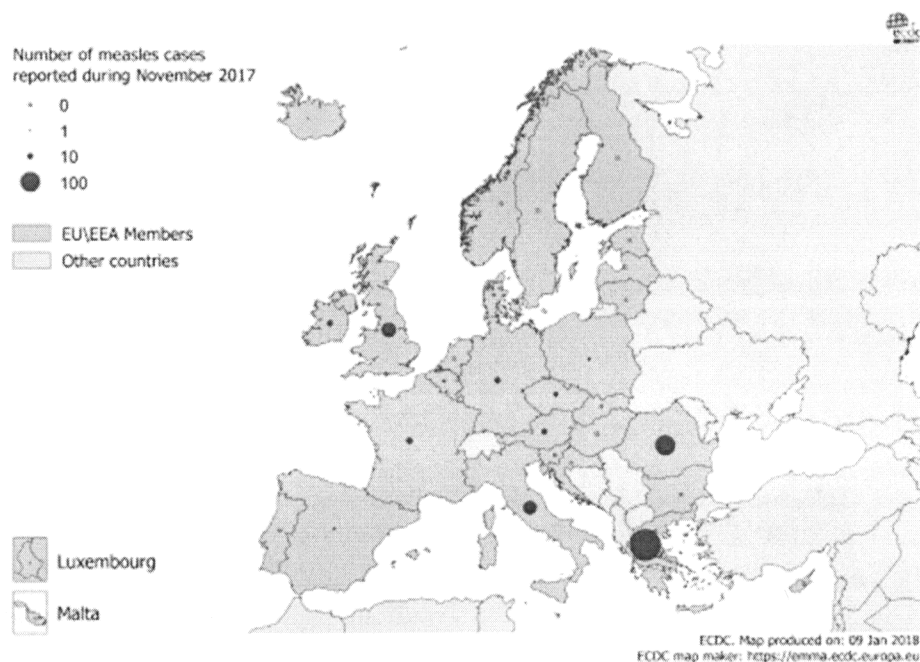 Number of measles cases
reported during November 2017
0
1
10
100
EU\EEA Members
Other countries
Luxembourg
Malta
ECDC. Map produced on: 09 Jan 2018
ECDC map maker: https://emma.ecdc.europa.eu